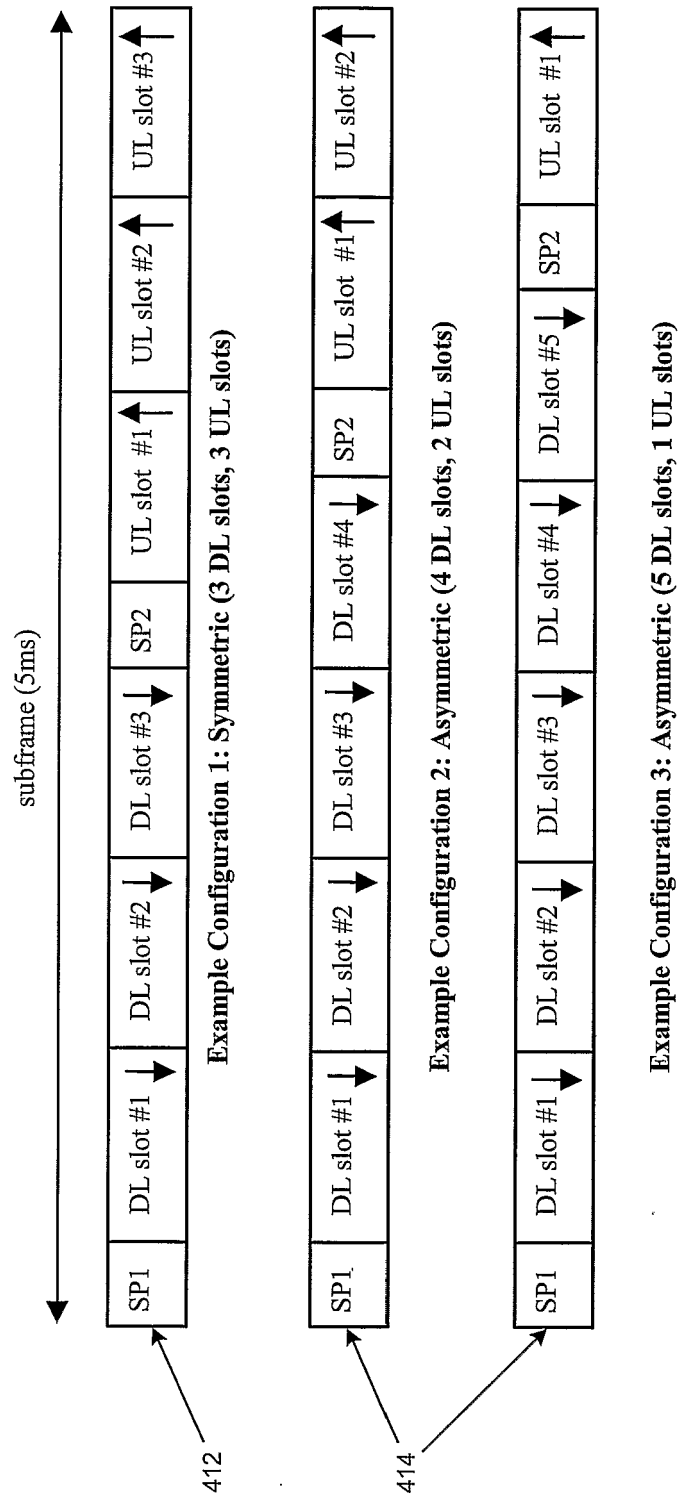 subframe (5ms)
SP1 DL slot #1 DL slot #2 DL slot #3 SP2 UL slot #1 UL slot #2 UL slot #3
Example Configuration 1: Symmetric (3 DL slots, 3 UL slots)
412
SP1 DL slot #1 DL slot #2 DL slot #3 DL slot #4 SP2 UL slot #1 UL slot #2
Example Configuration 2: Asymmetric (4 DL slots, 2 UL slots)
414
SP1 DL slot #1 DL slot #2 DL slot #3 DL slot #4 DL slot #5 SP2 UL slot #1
Example Configuration 3: Asymmetric (5 DL slots, 1 UL slots)